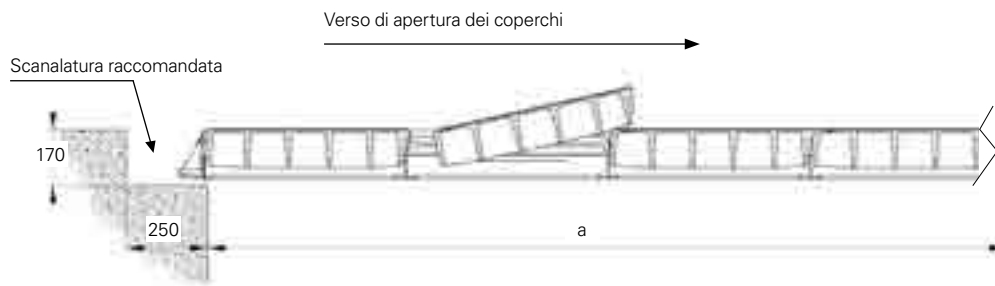 Verso di apertura dei coperchi
Scanalatura raccomandata
170
250
a